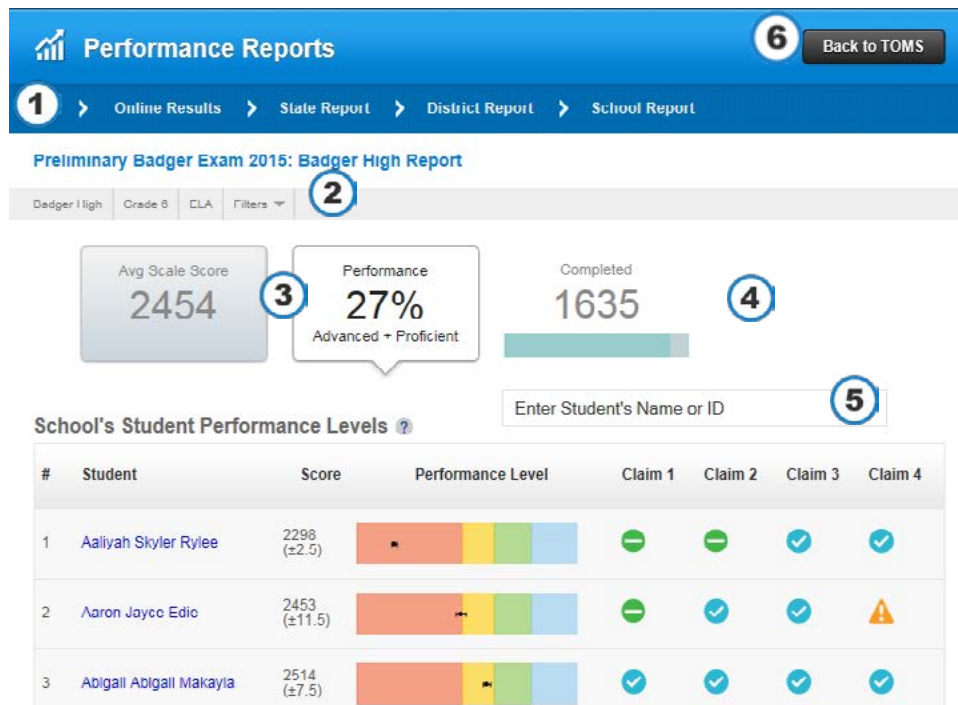 Performance Reports
6
Back to TOMS
1 Online Results State Report District Report School Report
Preliminary Badger Exam 2015: Badger High Report
Badger High Grade 6 ELA Filters
2
Avg Scale Score
2454
3
Performance
27%
Advanced + Proficient
Completed
1635
4
Enter Student's Name or ID
5
School's Student Performance Levels ?
# Student Score Performance Level Claim 1 Claim 2 Claim 3 Claim 4
1 Aaliyah Skyler Rylee 2298
(±2.5)
2 Aaron Jayce Edie 2453
(±11.5)
3 Abigail Abigail Makayla 2514
(±7.5)